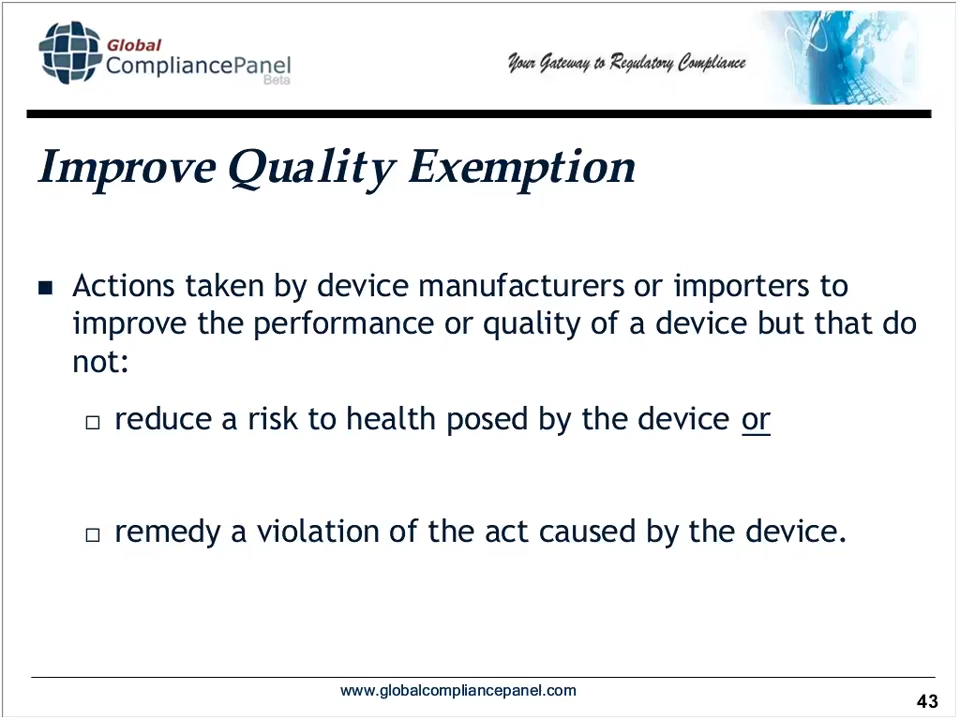 Global
CompliancePanel
Beta
Your Gateway to Regulatory Compliance
Improve Quality Exemption
■ Actions taken by device manufacturers or importers to
improve the performance or quality of a device but that do
not:
□ reduce a risk to health posed by the device or
□ remedy a violation of the act caused by the device.
www.globalcompliancepanel.com
43